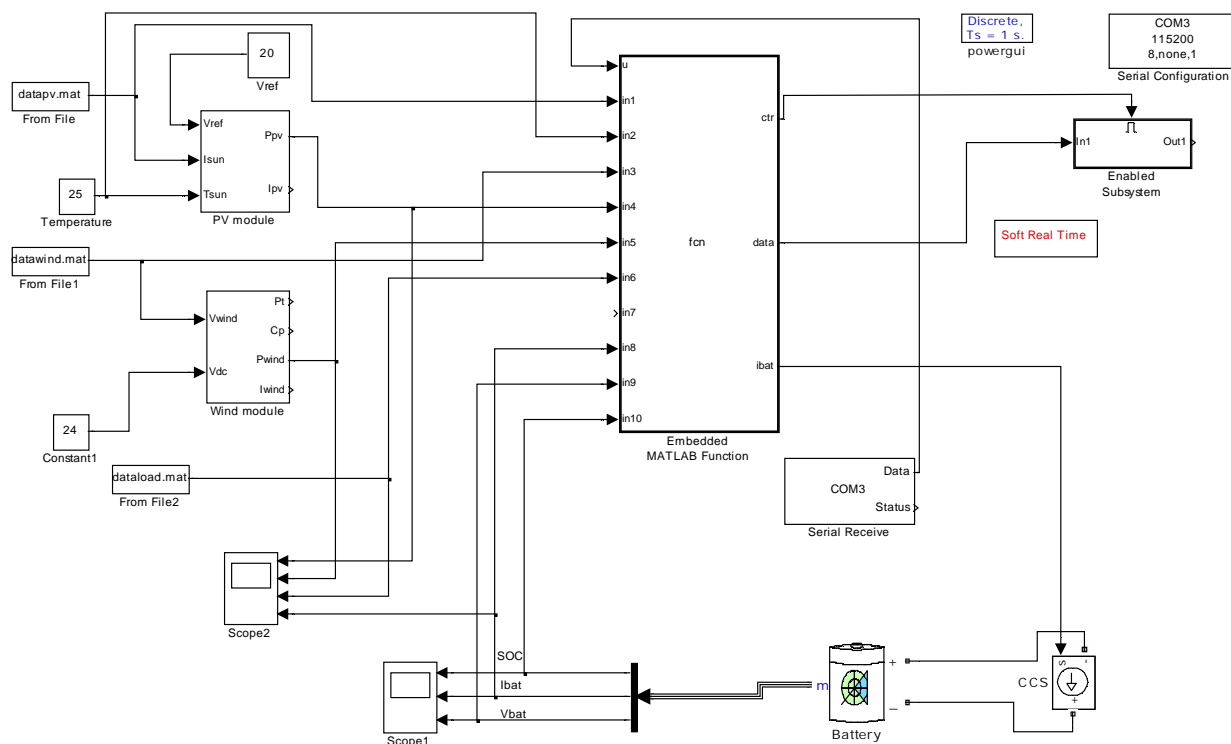 Discrete,
Ts = 1 s.
powergui
COM3
115200
8,none,1
Serial Configuration
20
Vref
datapv.mat
From File
Vref
Isun
Tsun
Ppv
Ipv
PV module
25
Temperature
datawind.mat
From File1
Vwind
Vdc
Pt
Cp
Pwind
Iwind
Wind module
24
Constant1
dataload.mat
From File2
u
in1
in2
in3
in4
in5
in6
in7
in8
in9
in10
fcn
ctr
data
ibat
Embedded
MATLAB Function
In1
Out1
Enabled
Subsystem
Soft Real Time
COM3
Data
Status
Serial Receive
Scope2
SOC
Ibat
Vbat
Scope1
m
+
−
Battery
CCS
s
-
+